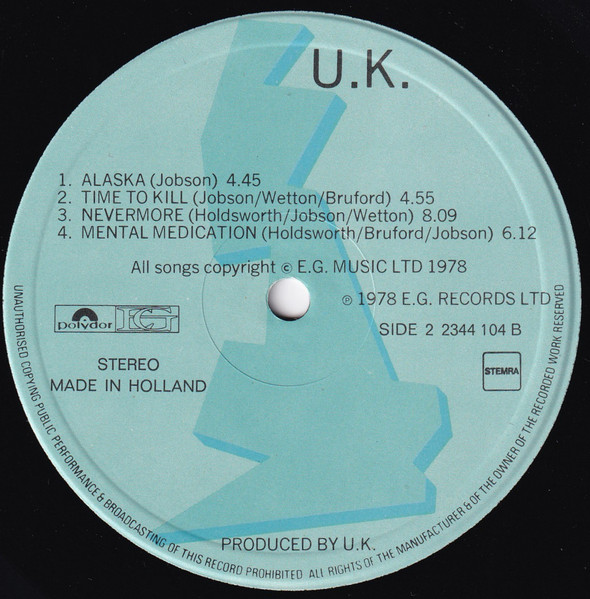 U.K.
1. ALASKA (Jobson) 4.45
2. TIME TO KILL (Jobson/Wetton/Bruford) 4.55
3. NEVERMORE (Holdsworth/Jobson/Wetton) 8.09
4. MENTAL MEDICATION (Holdsworth/Bruford/Jobson) 6.12
All songs copyright © E.G. MUSIC LTD 1978
℗ 1978 E.G. RECORDS LTD
polydor EG
SIDE 2 2344 104 B
STEREO
MADE IN HOLLAND
STEMRA
PRODUCED BY U.K.
UNAUTHORISED COPYING PUBLIC PERFORMANCE & BROADCASTING OF THIS RECORD PROHIBITED ALL RIGHTS OF THE MANUFACTURER & OF THE OWNER OF THE RECORDED WORK RESERVED